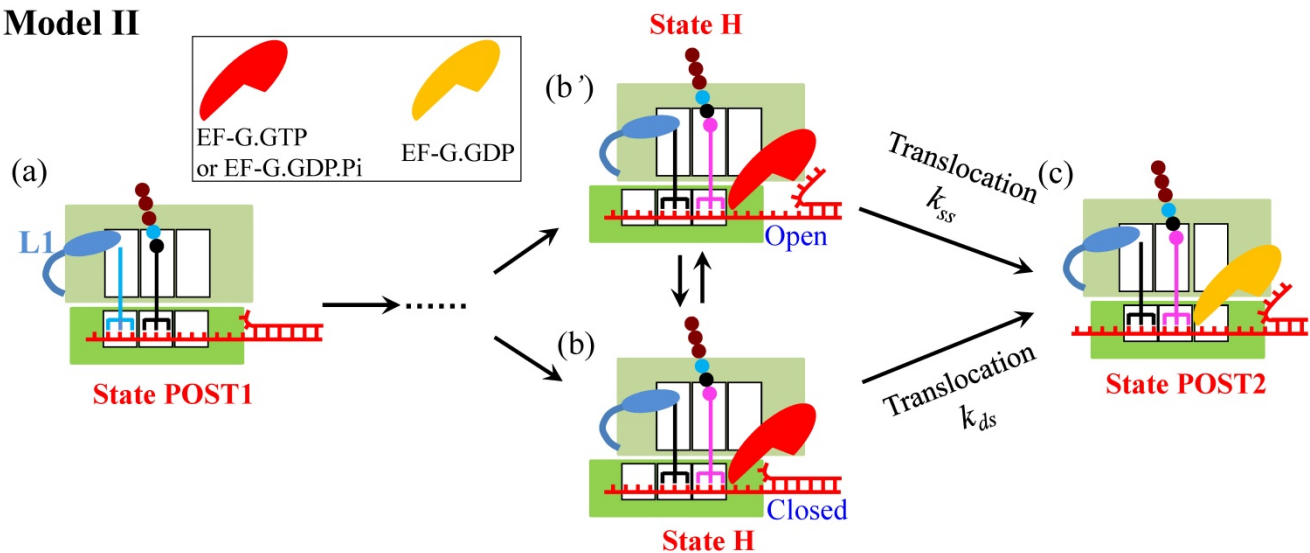 Model II
EF-G.GTP
or EF-G.GDP.Pi
EF-G.GDP
(a)
L1
State POST1
......
State H
(b’)
Open
(b)
Closed
State H
Translocation
kss
Translocation
kds
(c)
State POST2